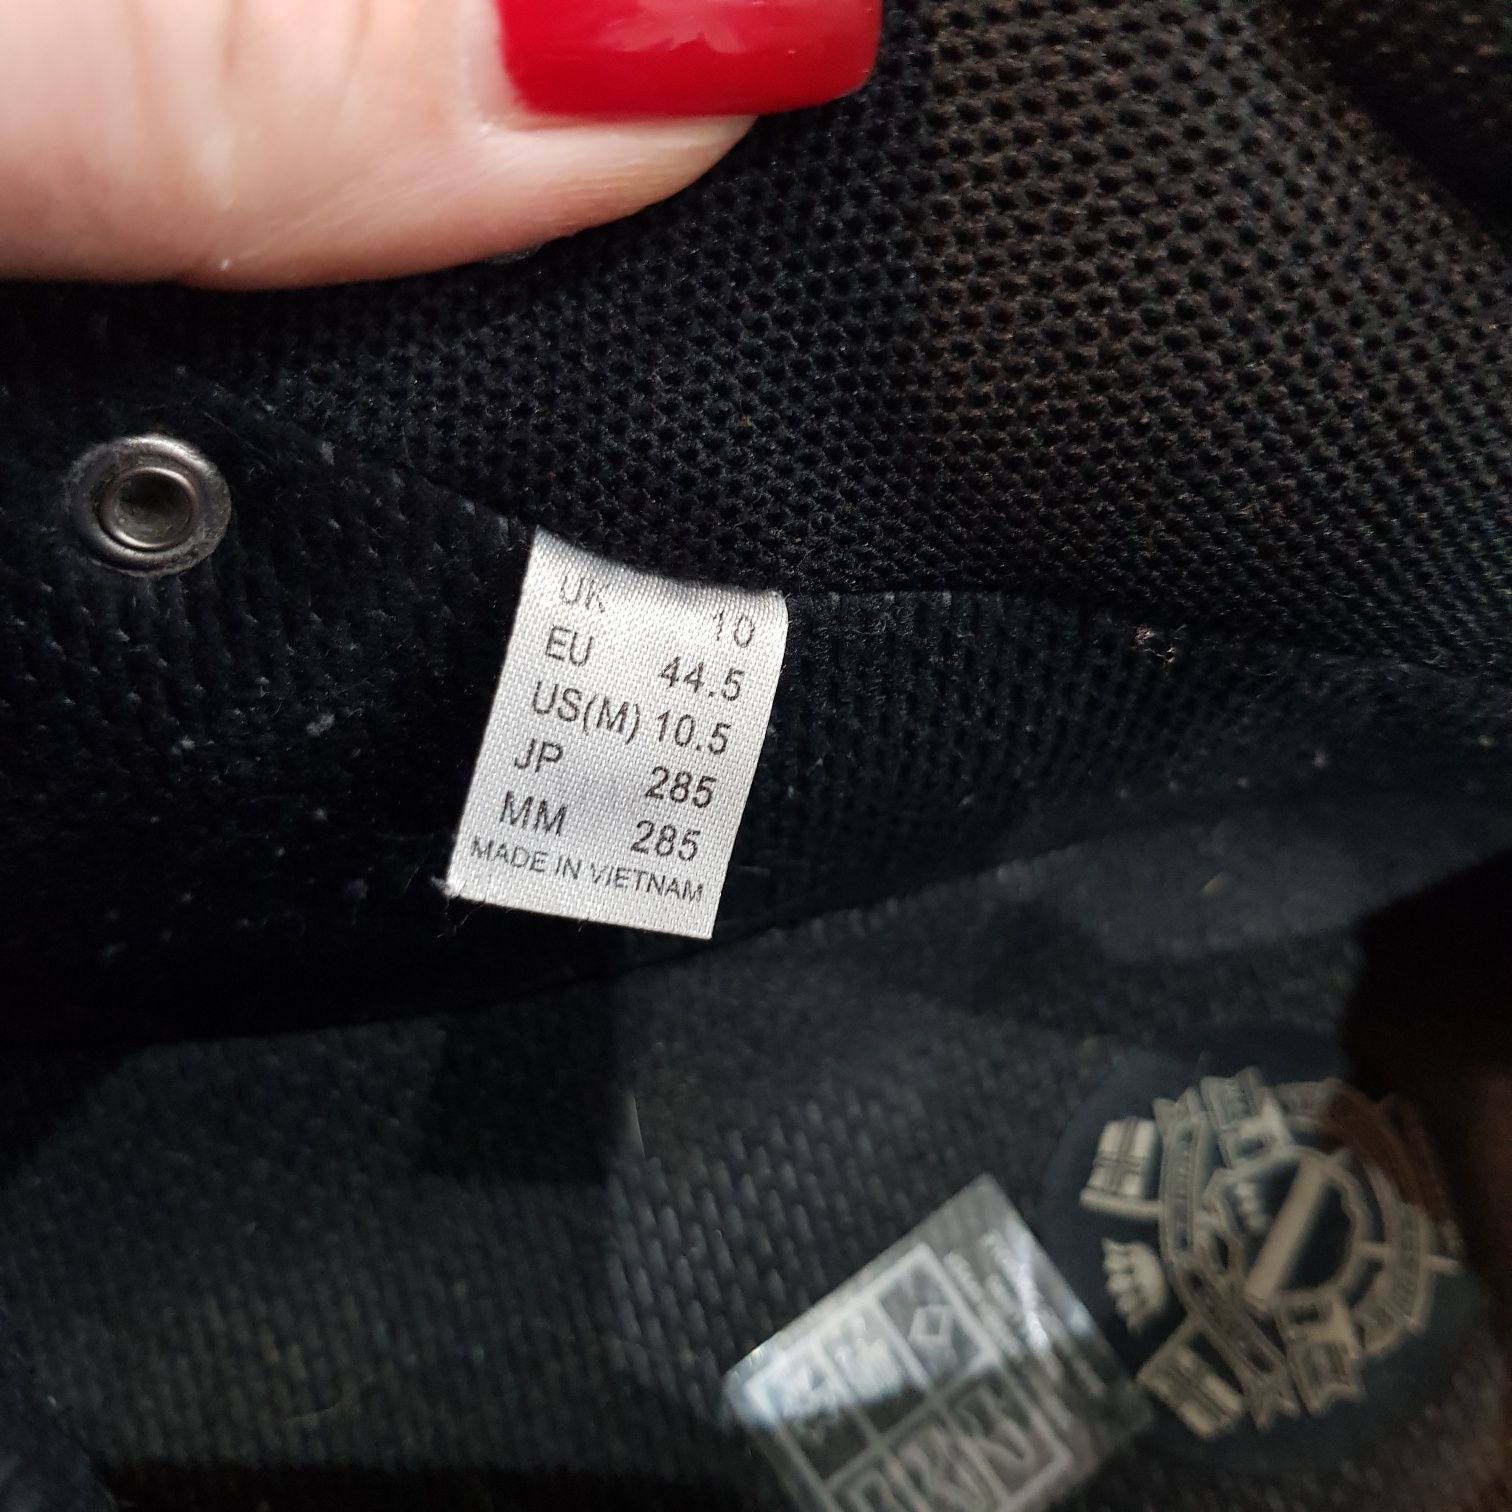 UK 10
EU 44.5
US(M) 10.5
JP 285
MM 285
MADE IN VIETNAM